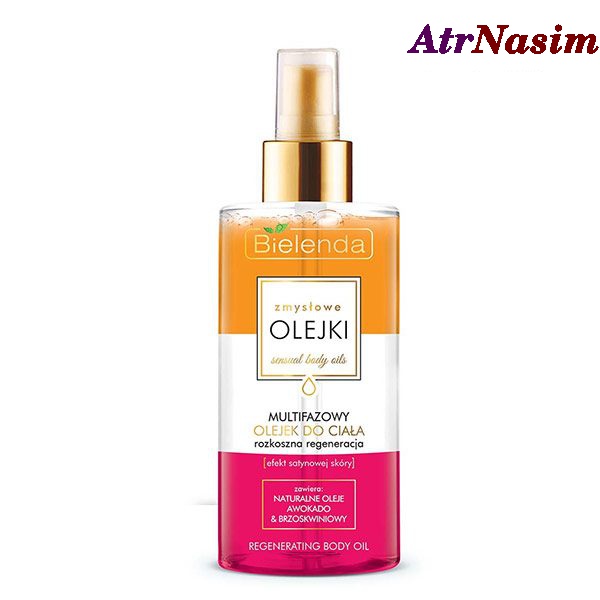 AtrNasim
Bielenda
zmysłowe
OLEJKI
sensual body oils
MULTIFAZOWY
OLEJEK DO CIAŁA
rozkoszna regeneracja
[efekt satynowej skóry]
zawiera:
NATURALNE OLEJE
AWOKADO
& BRZOSKWINIOWY
REGENERATING BODY OIL